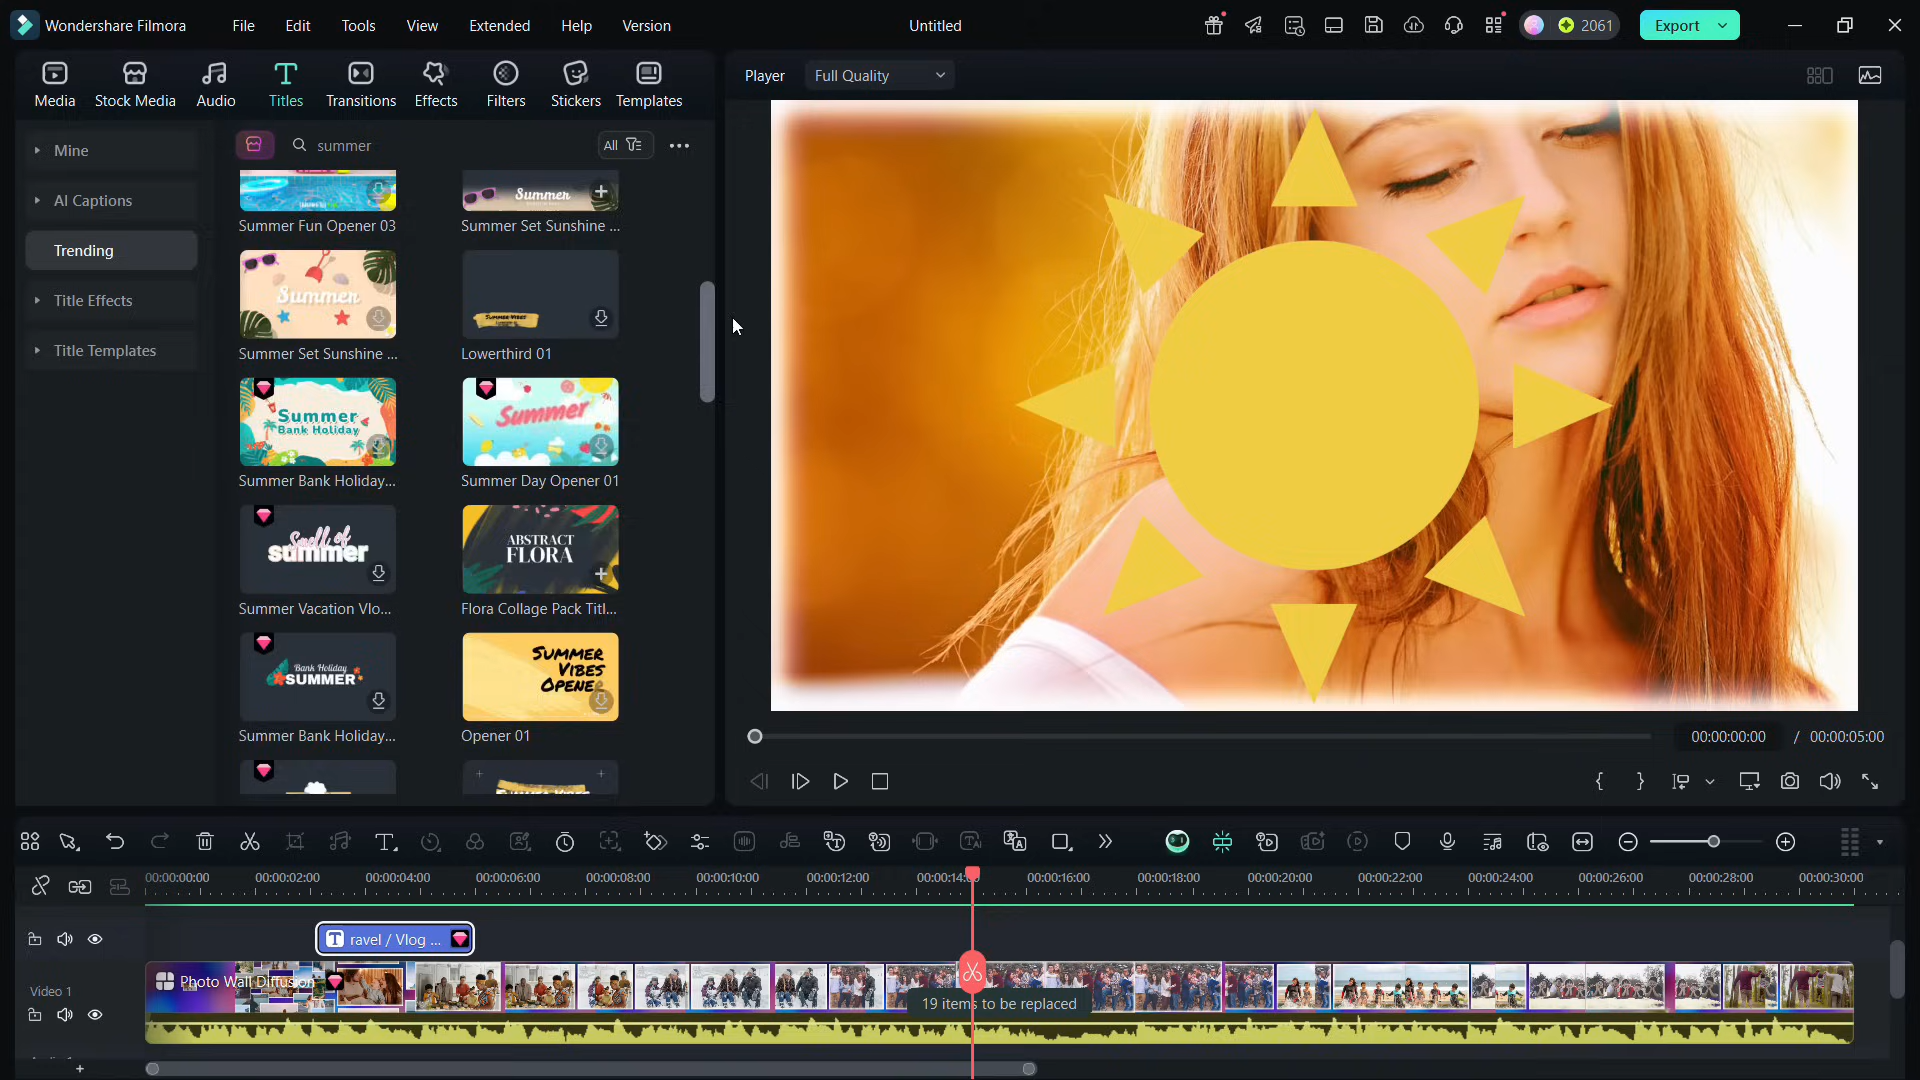 Wondershare Filmora File Edit Tools View Extended Help Version Untitled 2061 Export
Media Stock Media Audio Titles Transitions Effects Filters Stickers Templates
Player Full Quality
Mine
AI Captions
Trending
Title Effects
Title Templates
summer All
Summer
Summer Fun Opener 03 Summer Set Sunshine ...
Summer
SUMMER VIBES
Summer Set Sunshine ... Lowerthird 01
Summer
Bank Holiday
Summer
Summer Bank Holiday... Summer Day Opener 01
Smell of
summer
ABSTRACT
FLORA
Summer Vacation Vlo... Flora Collage Pack Titl...
Bank Holiday
SUMMER
SUMMER
VIBES
OPENER
Summer Bank Holiday... Opener 01
00:00:00:00 / 00:00:05:00
00:00:00:00 00:00:02:00 00:00:04:00 00:00:06:00 00:00:08:00 00:00:10:00 00:00:12:00 00:00:14:00 00:00:16:00 00:00:18:00 00:00:20:00 00:00:22:00 00:00:24:00 00:00:26:00 00:00:28:00 00:00:30:00
ravel / Vlog ...
Photo Wall Diffusion
Video 1
19 items to be replaced